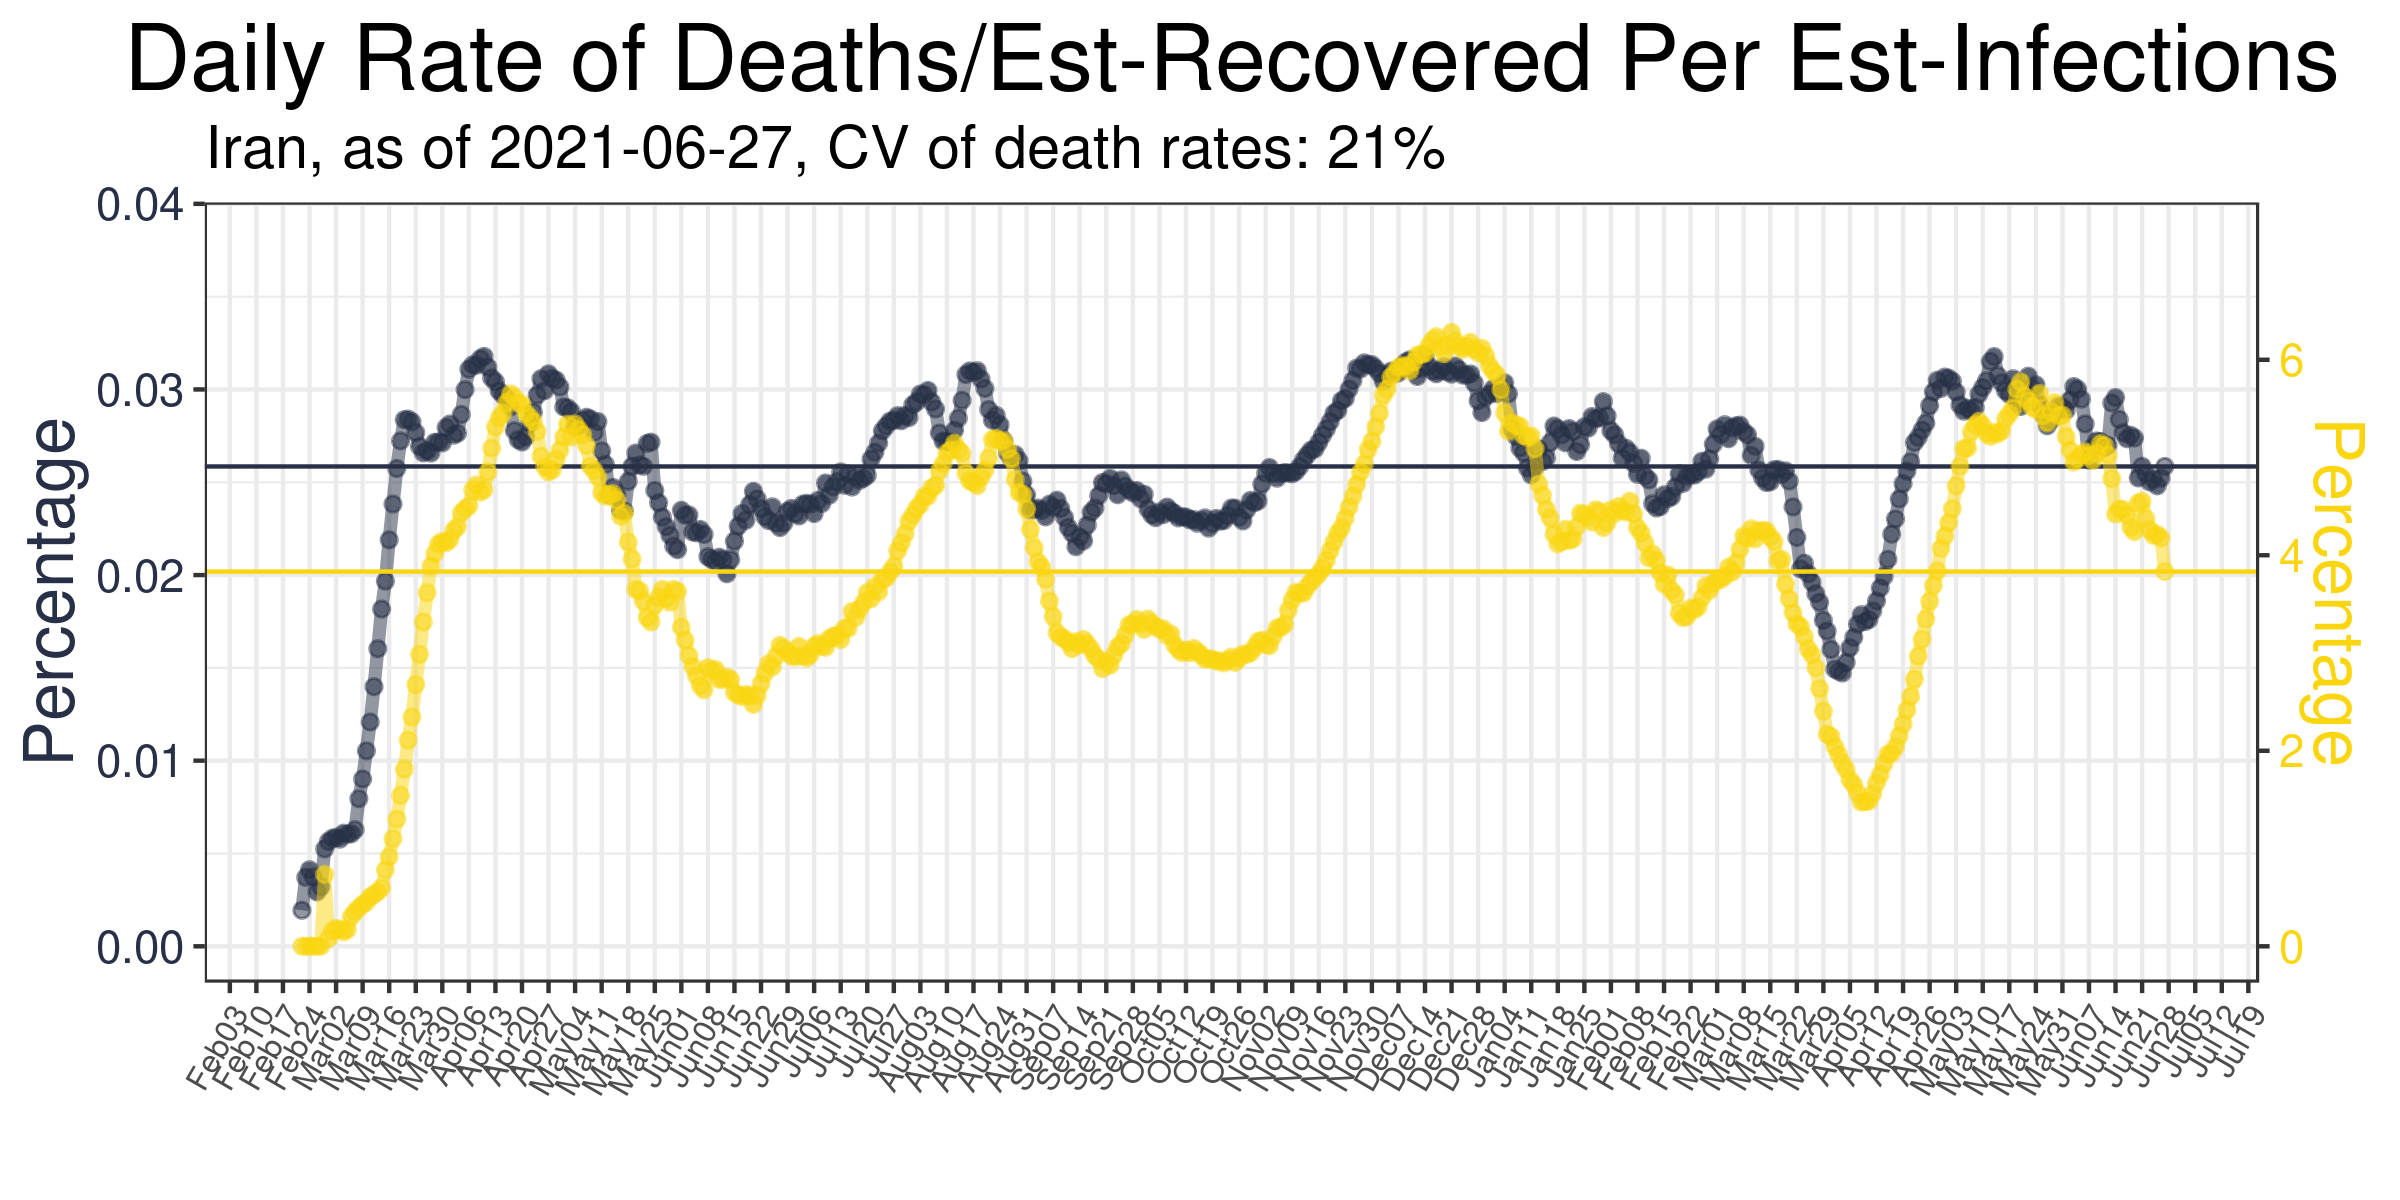 Daily Rate of Deaths/Est-Recovered Per Est-Infections
Iran, as of 2021-06-27, CV of death rates: 21%
Percentage
0.04
0.03
0.02
0.01
0.00
6
4
2
0
Percentage
Feb03
Feb10
Feb17
Feb24
Mar02
Mar09
Mar16
Mar23
Mar30
Apr06
Apr13
Apr20
Apr27
May04
May11
May18
May25
Jun01
Jun08
Jun15
Jun22
Jun29
Jul06
Jul13
Jul20
Jul27
Aug03
Aug10
Aug17
Aug24
Aug31
Sep07
Sep14
Sep21
Sep28
Oct05
Oct12
Oct19
Oct26
Nov02
Nov09
Nov16
Nov23
Nov30
Dec07
Dec14
Dec21
Dec28
Jan04
Jan11
Jan18
Jan25
Feb01
Feb08
Feb15
Feb22
Mar01
Mar08
Mar15
Mar22
Mar29
Apr05
Apr12
Apr19
Apr26
May03
May10
May17
May24
May31
Jun07
Jun14
Jun21
Jun28
Jul05
Jul12
Jul19